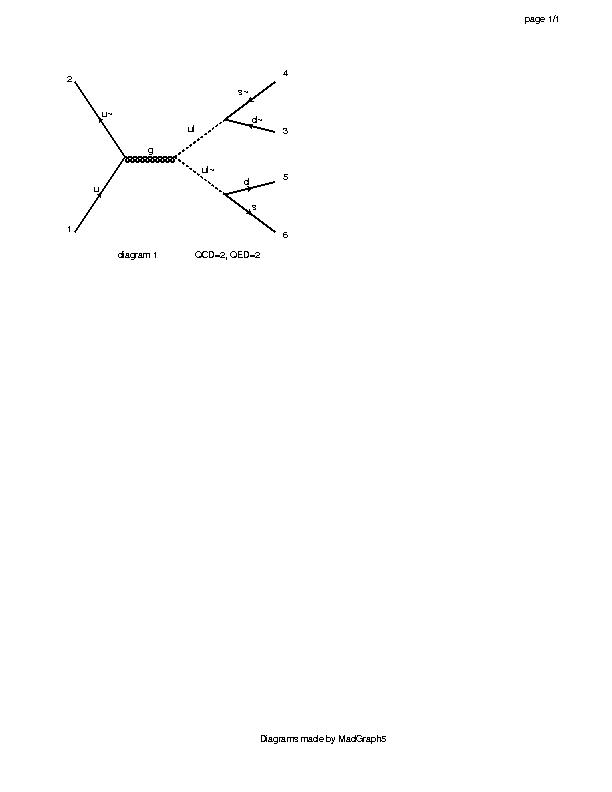 page 1/1
2
4
s~
u~
d~
ul
3
g
ul~
5
d
u
s
1
6
diagram 1 QCD=2, QED=2
Diagrams made by MadGraph5